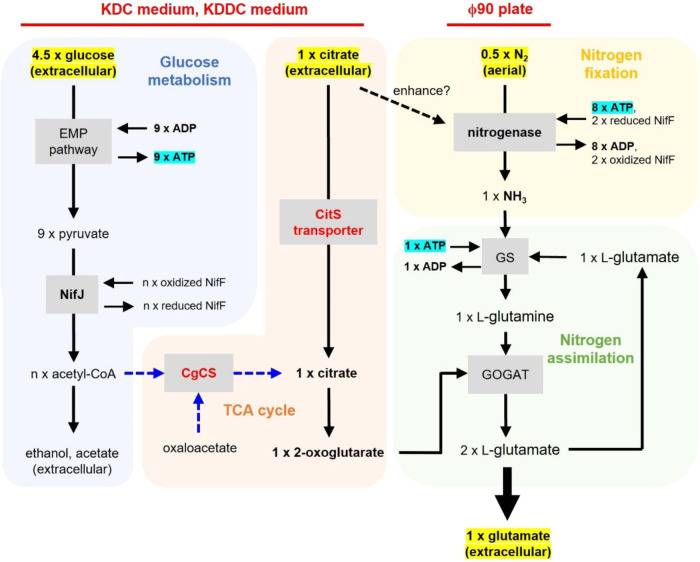 KDC medium, KDDC medium
ϕ90 plate
4.5 x glucose
(extracellular)
Glucose
metabolism
EMP
pathway
9 x ADP
9 x ATP
9 x pyruvate
NifJ
n x oxidized NifF
n x reduced NifF
n x acetyl-CoA
ethanol, acetate
(extracellular)
1 x citrate
(extracellular)
enhance?
CitS
transporter
CgCS
1 x citrate
TCA cycle
oxaloacetate
1 x 2-oxoglutarate
0.5 x N₂
(aerial)
Nitrogen
fixation
nitrogenase
8 x ATP,
2 x reduced NifF
8 x ADP,
2 x oxidized NifF
1 x NH₃
1 x ATP
1 x ADP
GS
1 x L-glutamate
1 x L-glutamine
Nitrogen
assimilation
GOGAT
2 x L-glutamate
1 x glutamate
(extracellular)